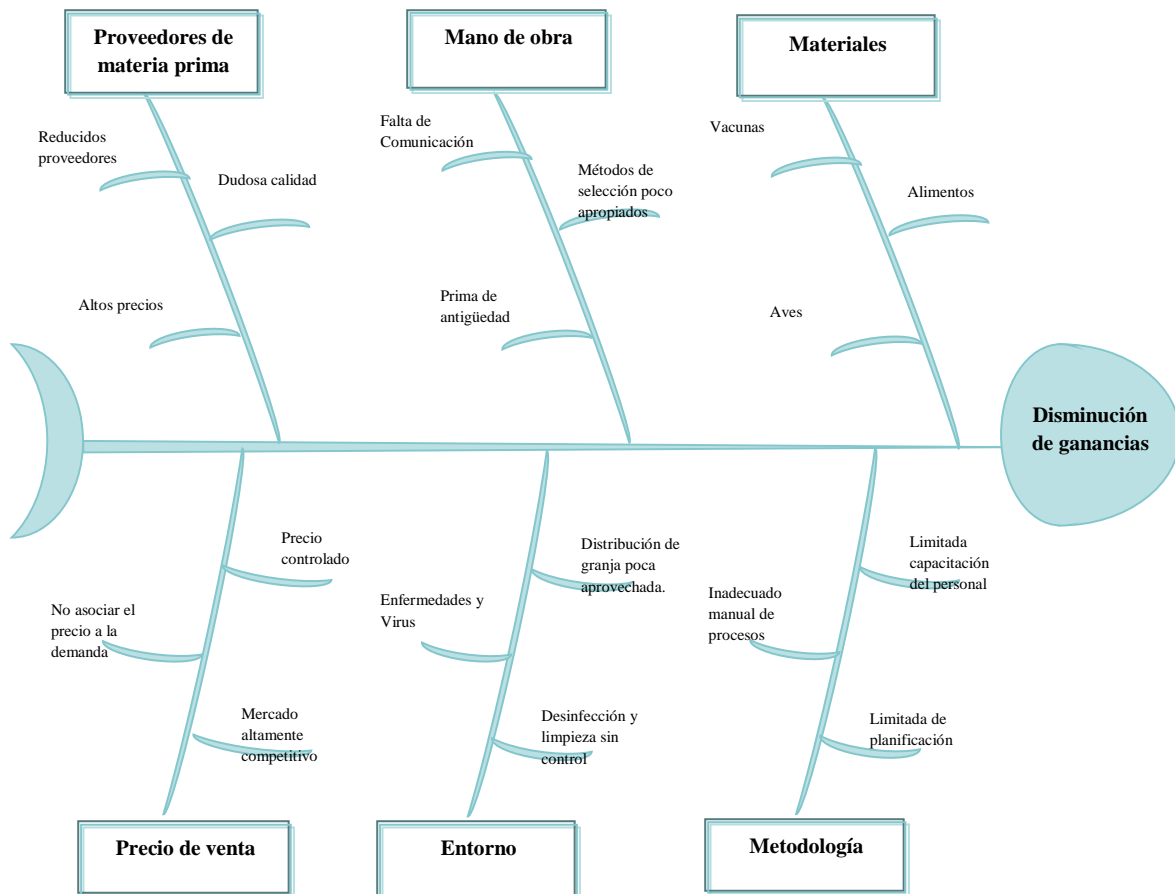 Proveedores de
materia prima
Mano de obra
Materiales
Reducidos
proveedores
Dudosa calidad
Altos precios
Falta de
Comunicación
Métodos de
selección poco
apropiados
Prima de
antigüedad
Vacunas
Alimentos
Aves
Disminución
de ganancias
Precio
controlado
No asociar el
precio a la
demanda
Mercado
altamente
competitivo
Distribución de
granja poca
aprovechada.
Enfermedades y
Virus
Desinfección y
limpieza sin
control
Limitada
capacitación
del personal
Inadecuado
manual de
procesos
Limitada de
planificación
Precio de venta
Entorno
Metodología